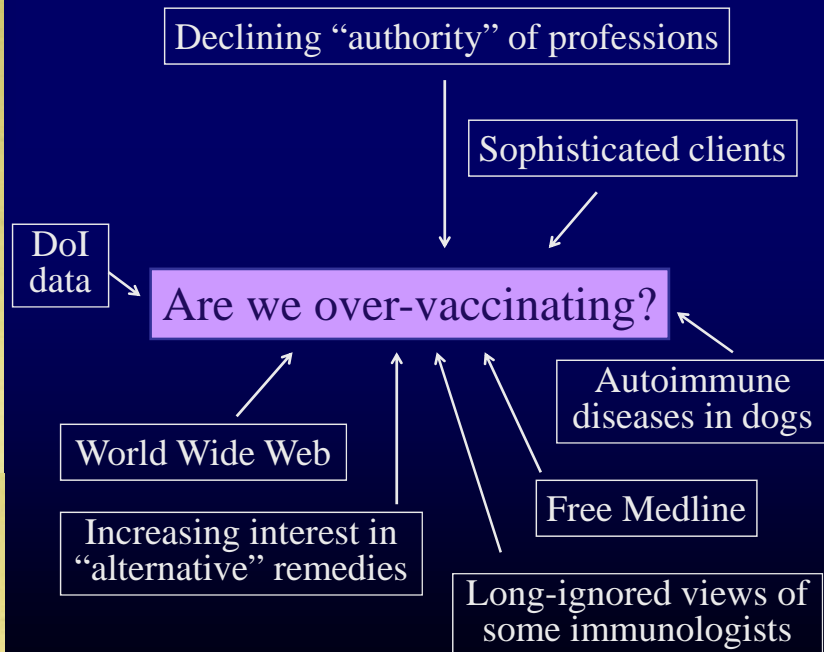 Declining “authority” of professions
Sophisticated clients
DoI
data
Are we over-vaccinating?
Autoimmune
diseases in dogs
World Wide Web
Free Medline
Increasing interest in
“alternative” remedies
Long-ignored views of
some immunologists